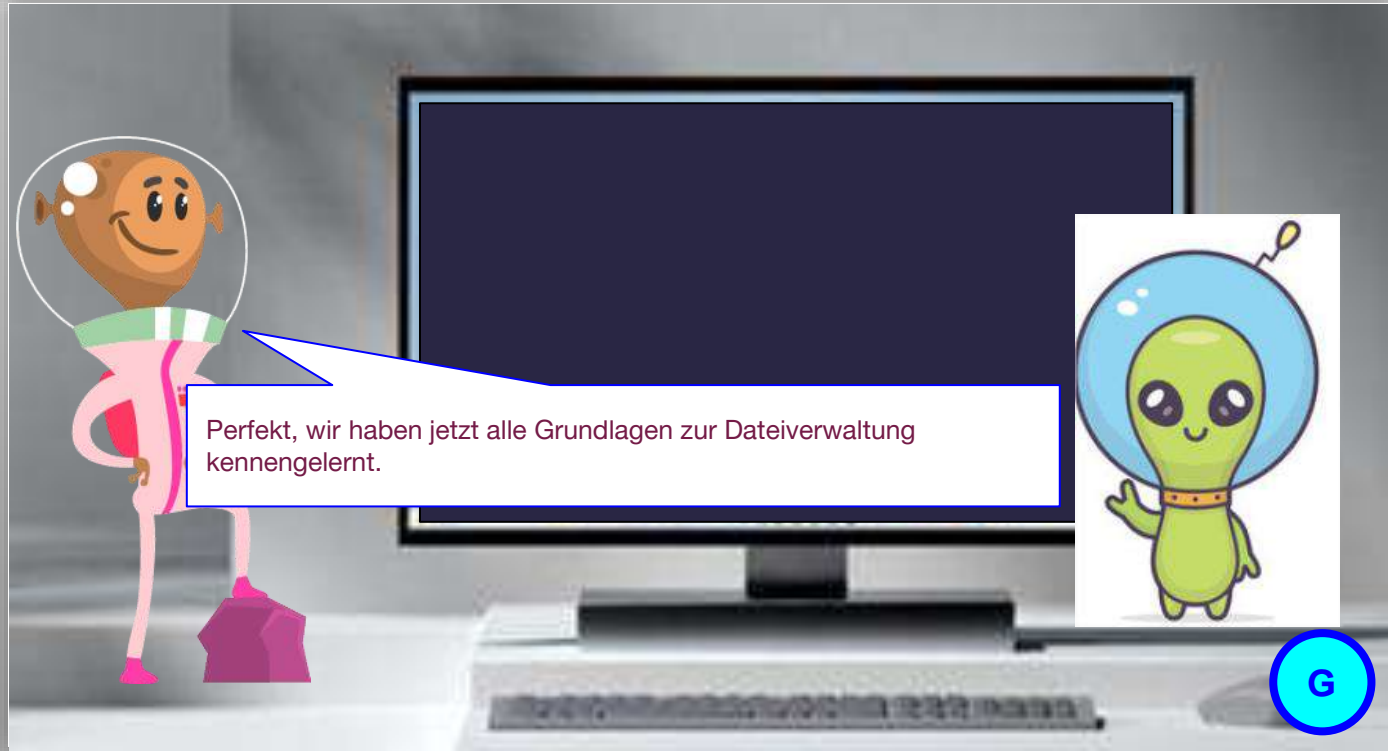 Perfekt, wir haben jetzt alle Grundlagen zur Dateiverwaltung
kennengelernt.
G